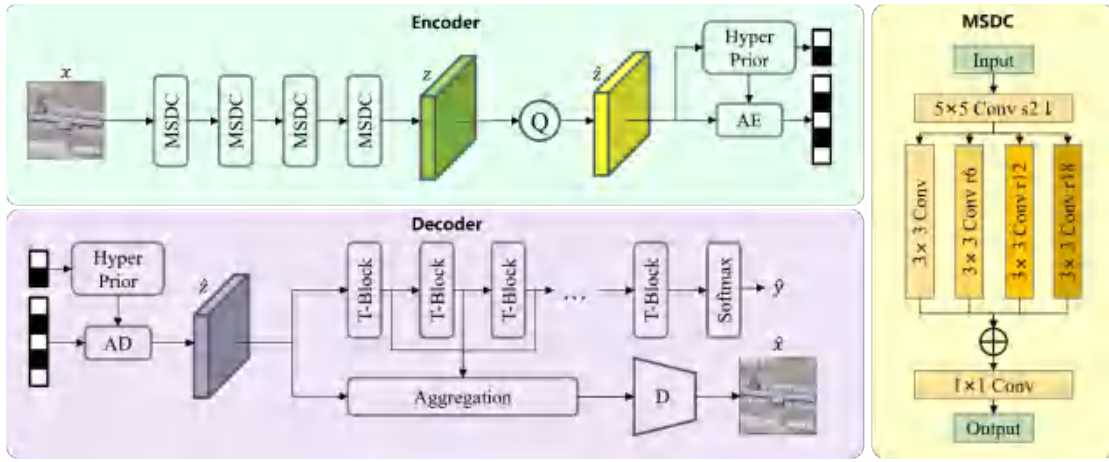 Encoder
x
MSDC
MSDC
MSDC
MSDC
z
Q
ẑ
Hyper
Prior
AE
Decoder
Hyper
Prior
AD
ẑ
T-Block
T-Block
T-Block
...
T-Block
Softmax
ŷ
Aggregation
D
x̂
MSDC
Input
5×5 Conv s2↓
3×3 Conv
3×3 Conv r6
3×3 Conv r12
3×3 Conv r18
1×1 Conv
Output